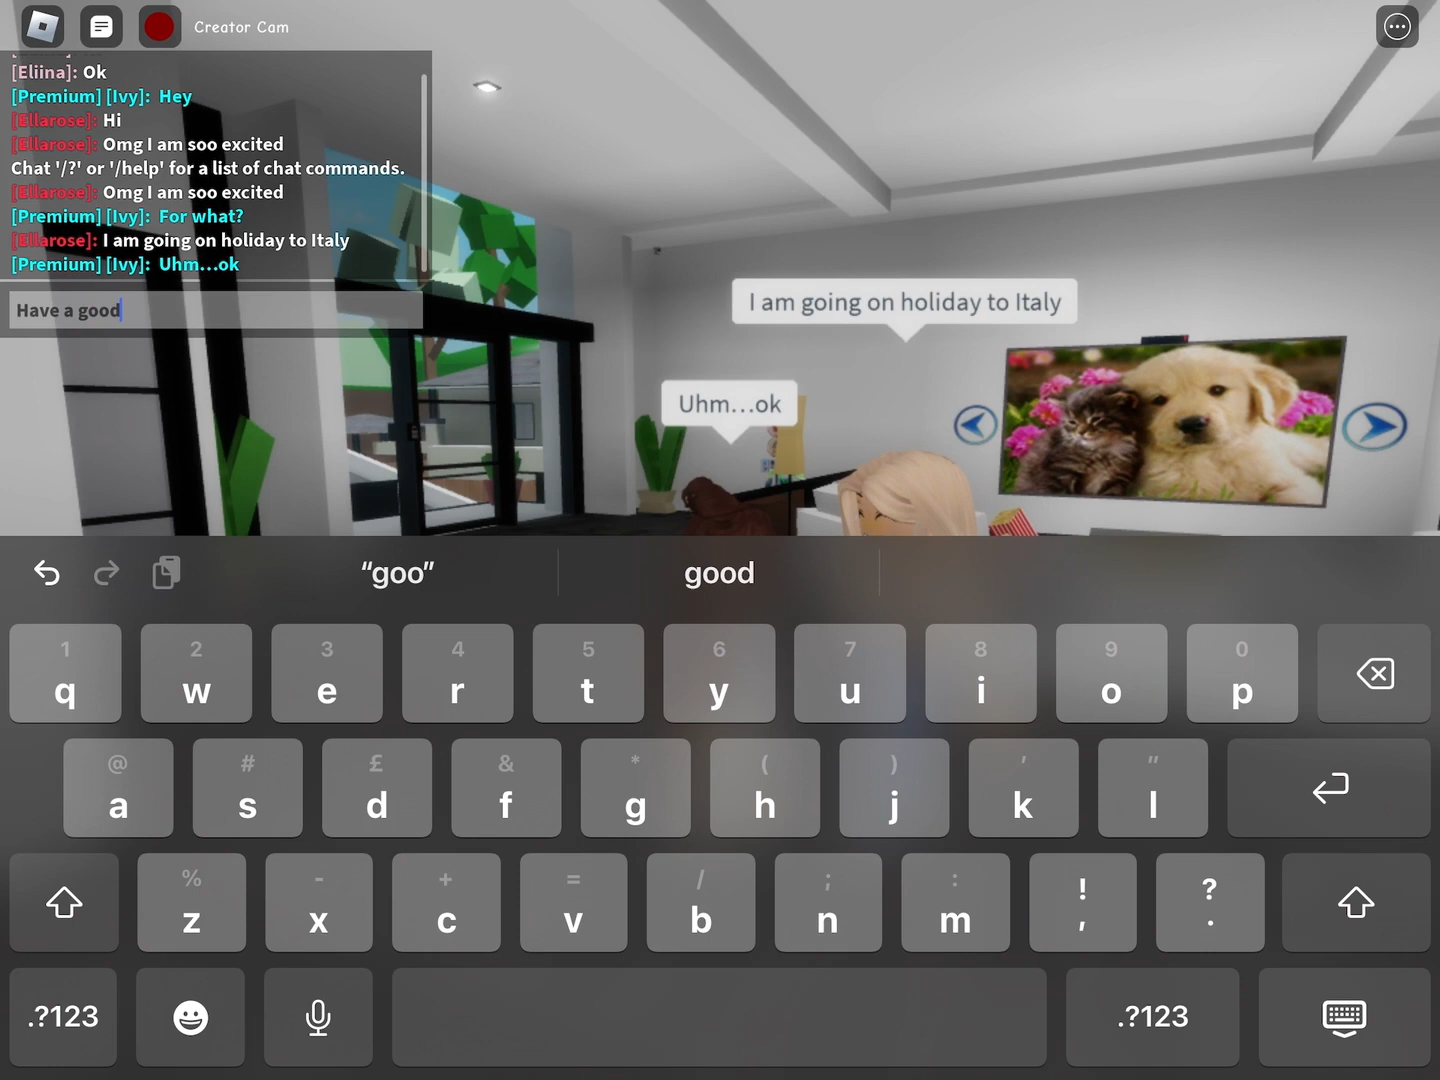 Creator Cam
[Eliina]: Ok
[Premium] [Ivy]: Hey
[Ellarose]: Hi
[Ellarose]: Omg I am soo excited
Chat '/?' or '/help' for a list of chat commands.
[Ellarose]: Omg I am soo excited
[Premium] [Ivy]: For what?
[Ellarose]: I am going on holiday to Italy
[Premium] [Ivy]: Uhm...ok
Have a good
I am going on holiday to Italy
Uhm...ok
“goo” good
1 2 3 4 5 6 7 8 9 0
q w e r t y u i o p
@ # £ & * ( ) ' "
a s d f g h j k l
% - + = / ; : ! ?
z x c v b n m , .
.?123 .?123